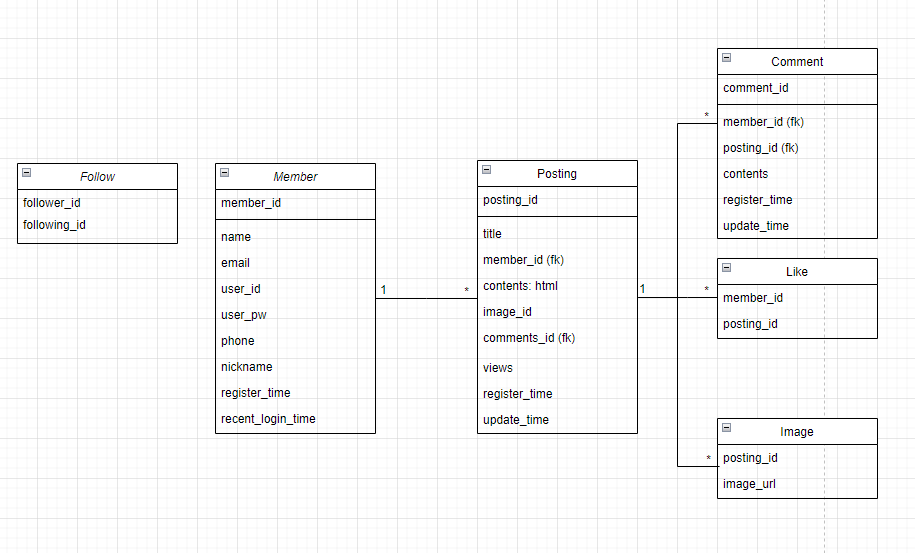 Follow
follower_id
following_id
Member
member_id
name
email
user_id
user_pw
phone
nickname
register_time
recent_login_time
1
*
Posting
posting_id
title
member_id (fk)
contents: html
image_id
comments_id (fk)
views
register_time
update_time
1
*
Comment
comment_id
member_id (fk)
posting_id (fk)
contents
register_time
update_time
*
Like
member_id
posting_id
*
Image
posting_id
image_url